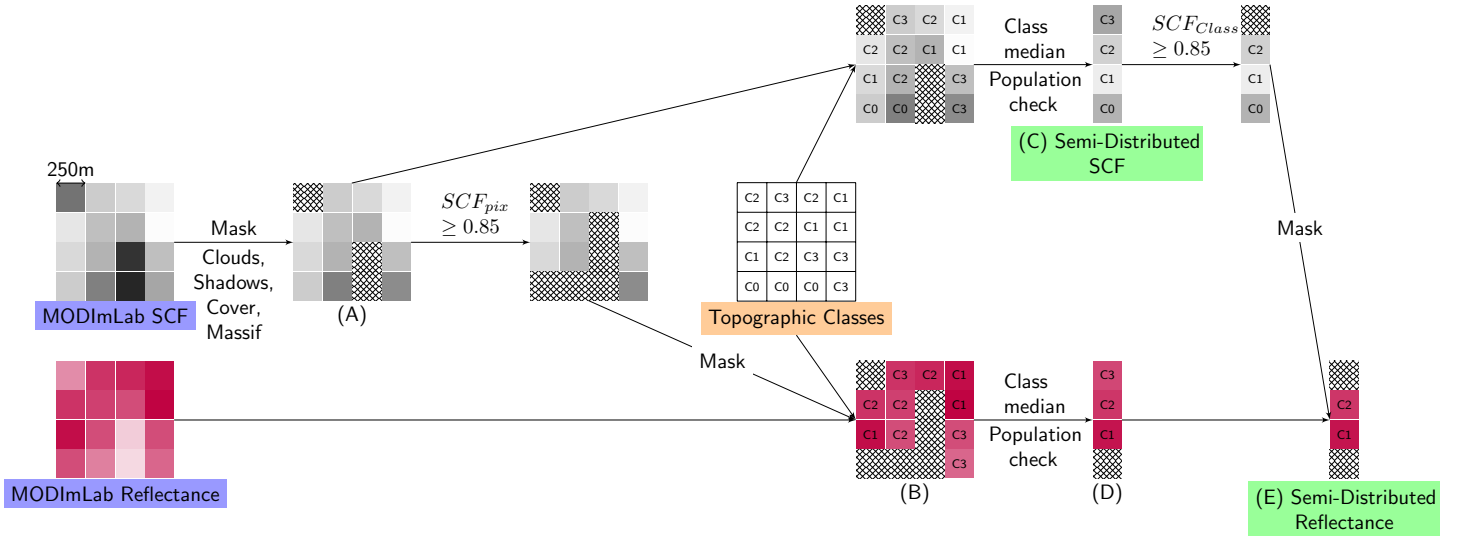 C3 C2 C1
C2 C2 C1 C1
C1 C2 C3
C0 C0 C3
Class
median
Population
check
C3
C2
C1
C0
SCF_Class
≥ 0.85
C2
C1
C0
(C) Semi-Distributed
SCF
250m
Mask
Clouds,
Shadows,
Cover,
Massif
MODImLab SCF
(A)
SCF_pix
≥ 0.85
C2 C3 C2 C1
C2 C2 C1 C1
C1 C2 C3 C3
C0 C0 C0 C3
Topographic Classes
Mask
Mask
MODImLab Reflectance
C3 C2 C1
C2 C2 C1
C1 C2 C3
C3
(B)
Class
median
Population
check
C3
C2
C1
(D)
C2
C1
(E) Semi-Distributed
Reflectance